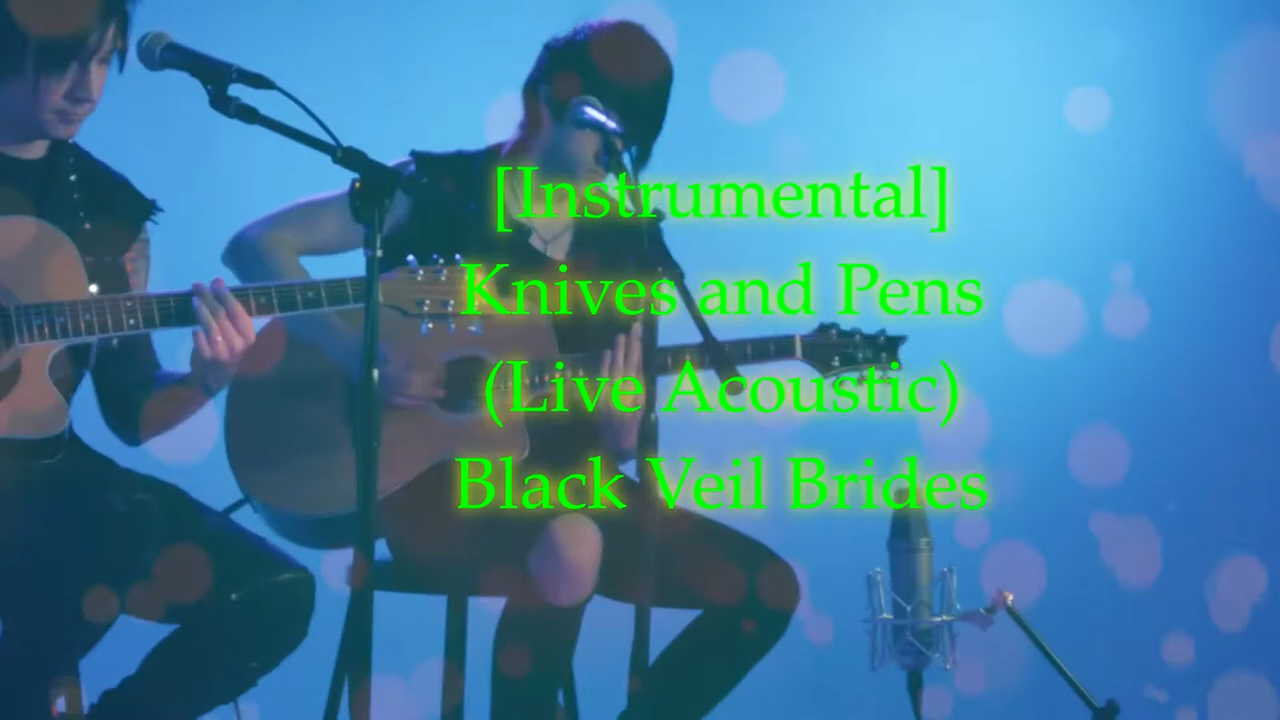 [Instrumental]
Knives and Pens
(Live Acoustic)
Black Veil Brides